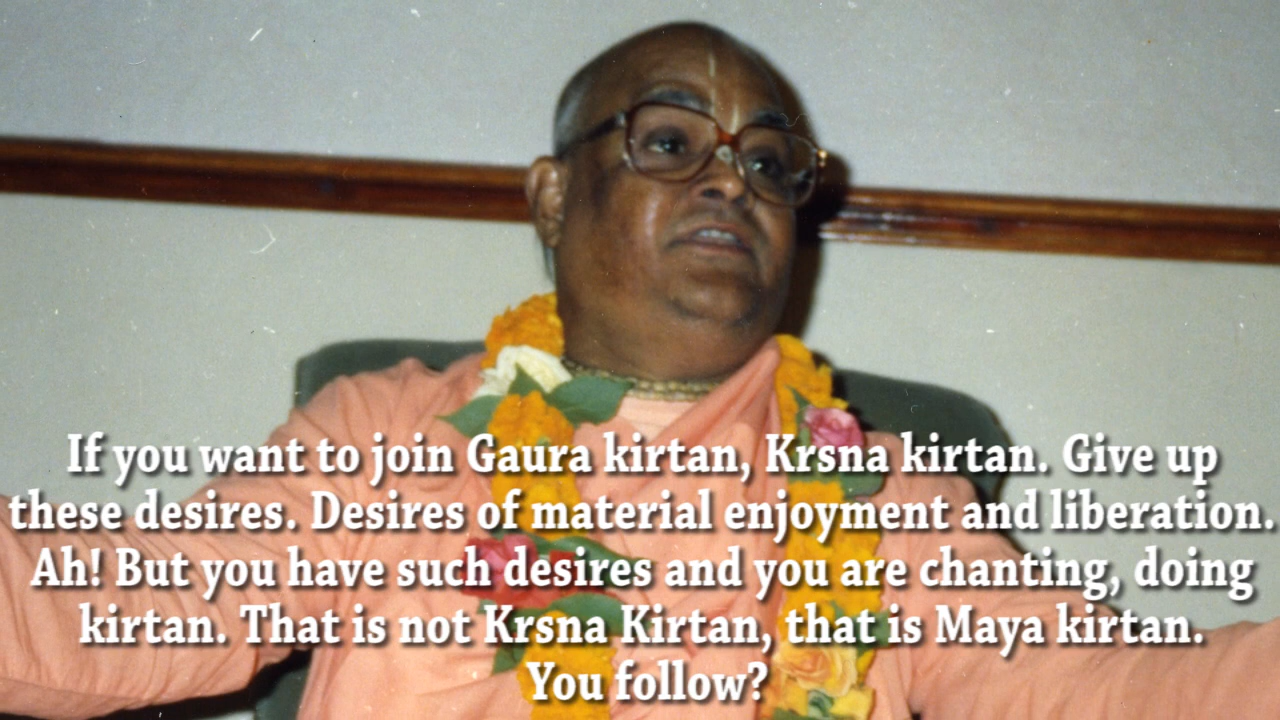 If you want to join Gaura kirtan, Krsna kirtan. Give up
these desires. Desires of material enjoyment and liberation.
Ah! But you have such desires and you are chanting, doing
kirtan. That is not Krsna Kirtan, that is Maya kirtan.
You follow?